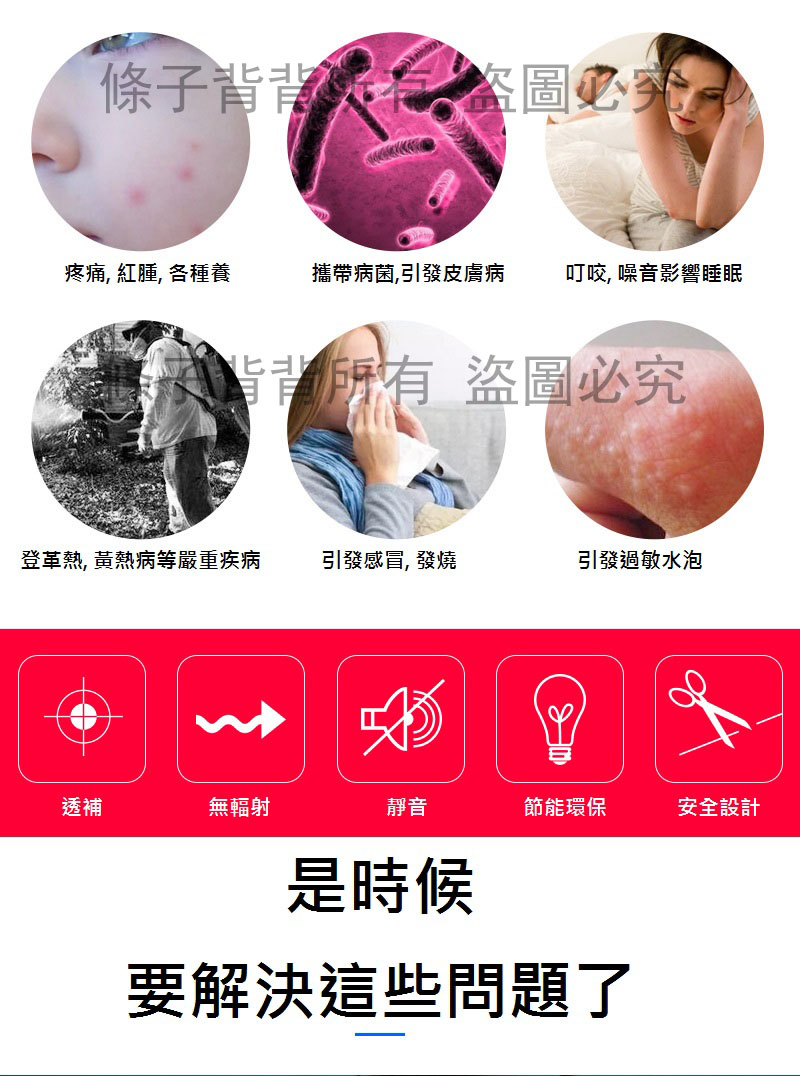 條子背背所有 盜圖必究
疼痛, 紅腫, 各種養
攜帶病菌,引發皮膚病
叮咬, 噪音影響睡眠
條子背背所有 盜圖必究
登革熱, 黃熱病等嚴重疾病
引發感冒, 發燒
引發過敏水泡
透補
無輻射
靜音
節能環保
安全設計
是時候
要解決這些問題了